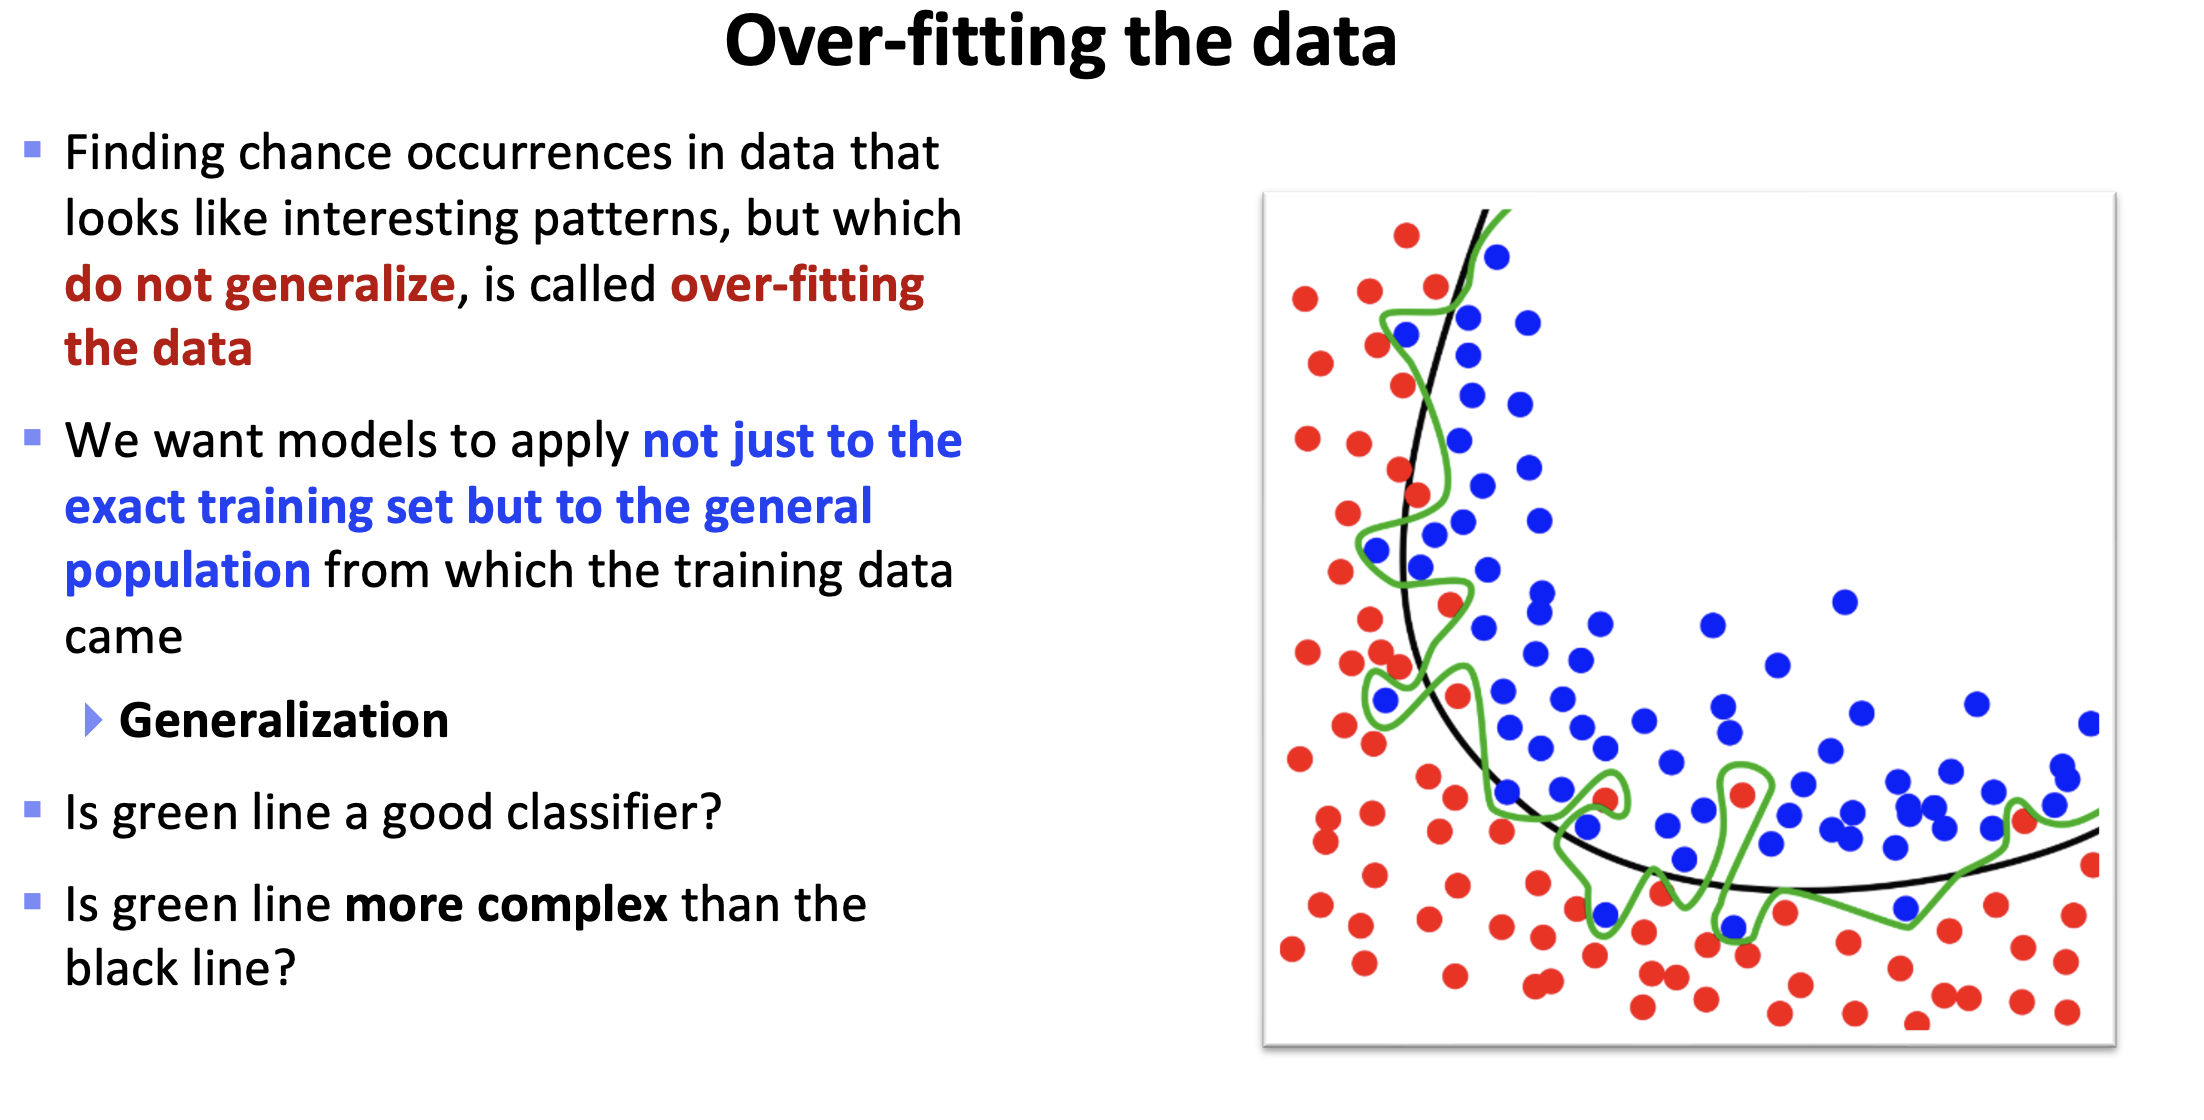 Over-fitting the data
Finding chance occurrences in data that
looks like interesting patterns, but which
do not generalize, is called over-fitting
the data
We want models to apply not just to the
exact training set but to the general
population from which the training data
came
Generalization
Is green line a good classifier?
Is green line more complex than the
black line?